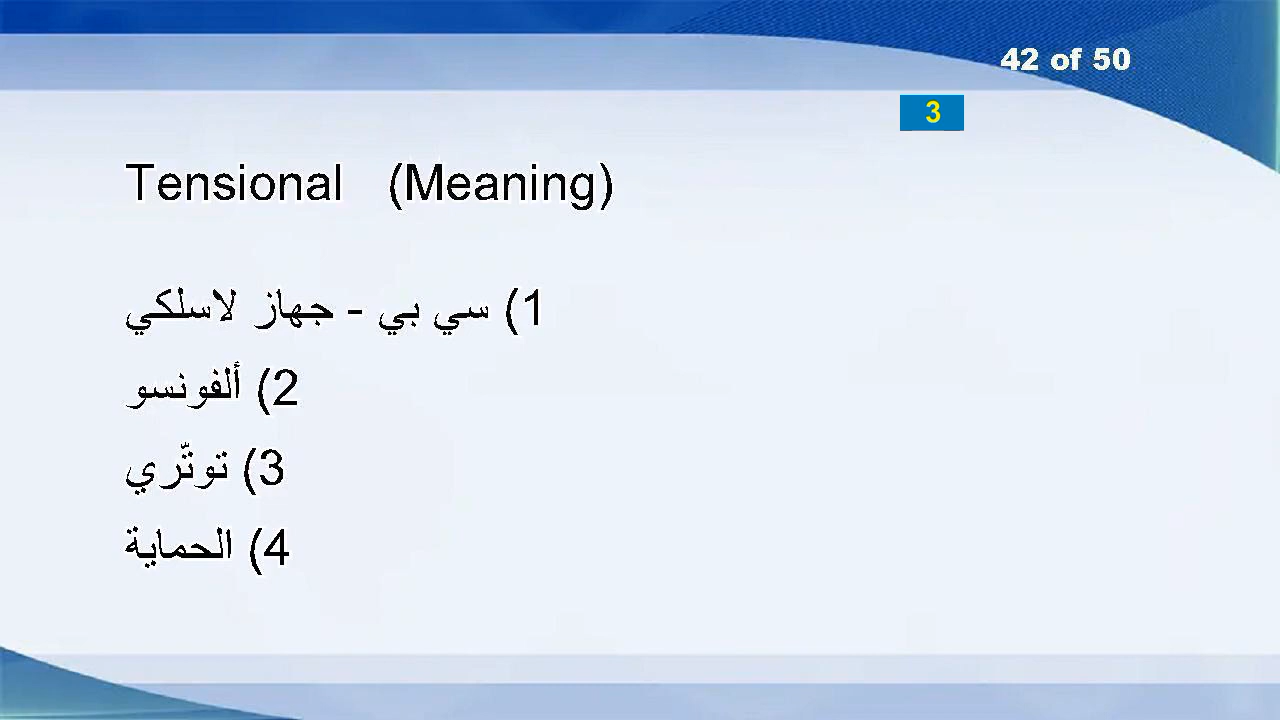 42 of 50
3
Tensional (Meaning)
1) سي بي - جهاز لاسلكي
2) ألفونسو
3) توتّري
4) الحماية